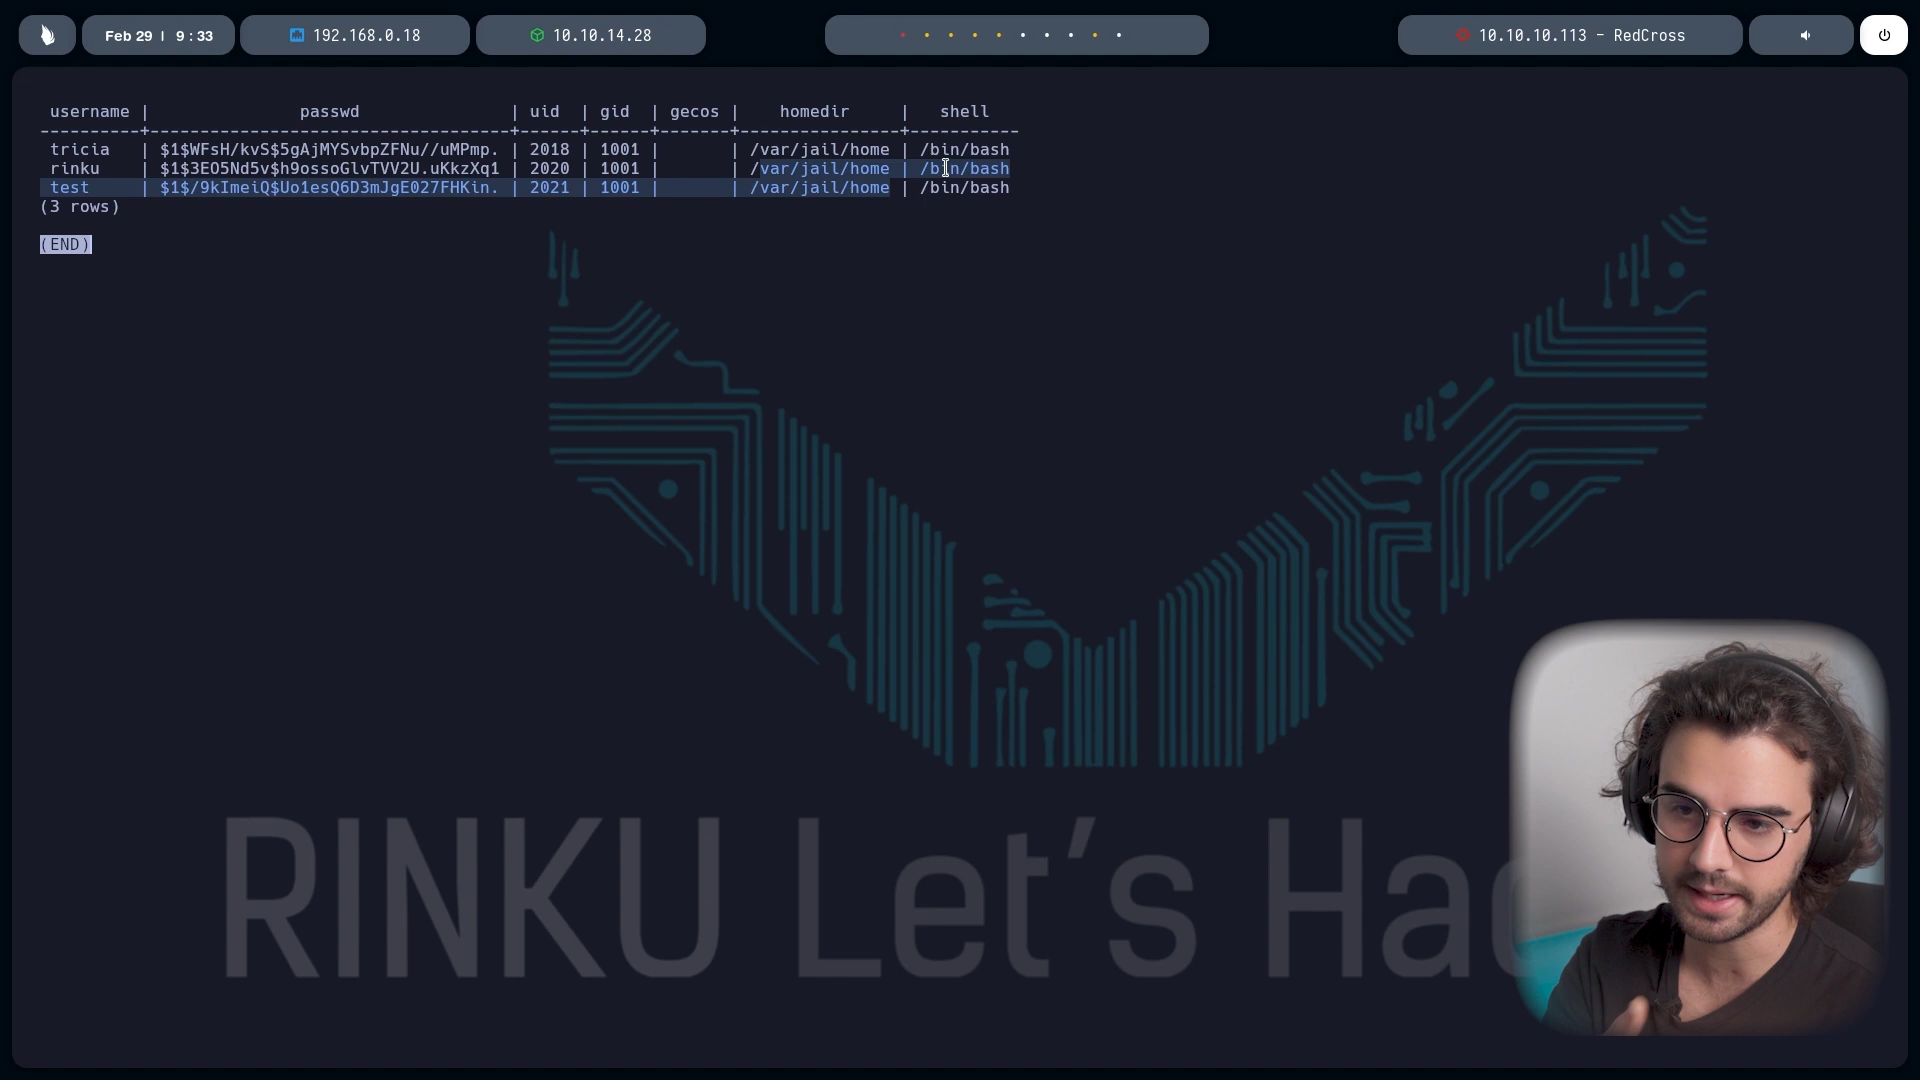 Feb 29 | 9 : 33
192.168.0.18
10.10.14.28
10.10.10.113 - RedCross
username | passwd | uid | gid | gecos | homedir | shell
----------+------------------------------------+------+------+-------+----------------+-----------
tricia | $1$WFsH/kvS$5gAjMYSvbpZFNu//uMPmp. | 2018 | 1001 | | /var/jail/home | /bin/bash
rinku | $1$3EO5Nd5v$h9ossoGlvTVV2U.uKkzXq1 | 2020 | 1001 | | /var/jail/home | /bin/bash
test | $1$/9kImeiQ$Uo1esQ6D3mJgE027FHKin. | 2021 | 1001 | | /var/jail/home | /bin/bash
(3 rows)
(END)
RINKU Let's Hac